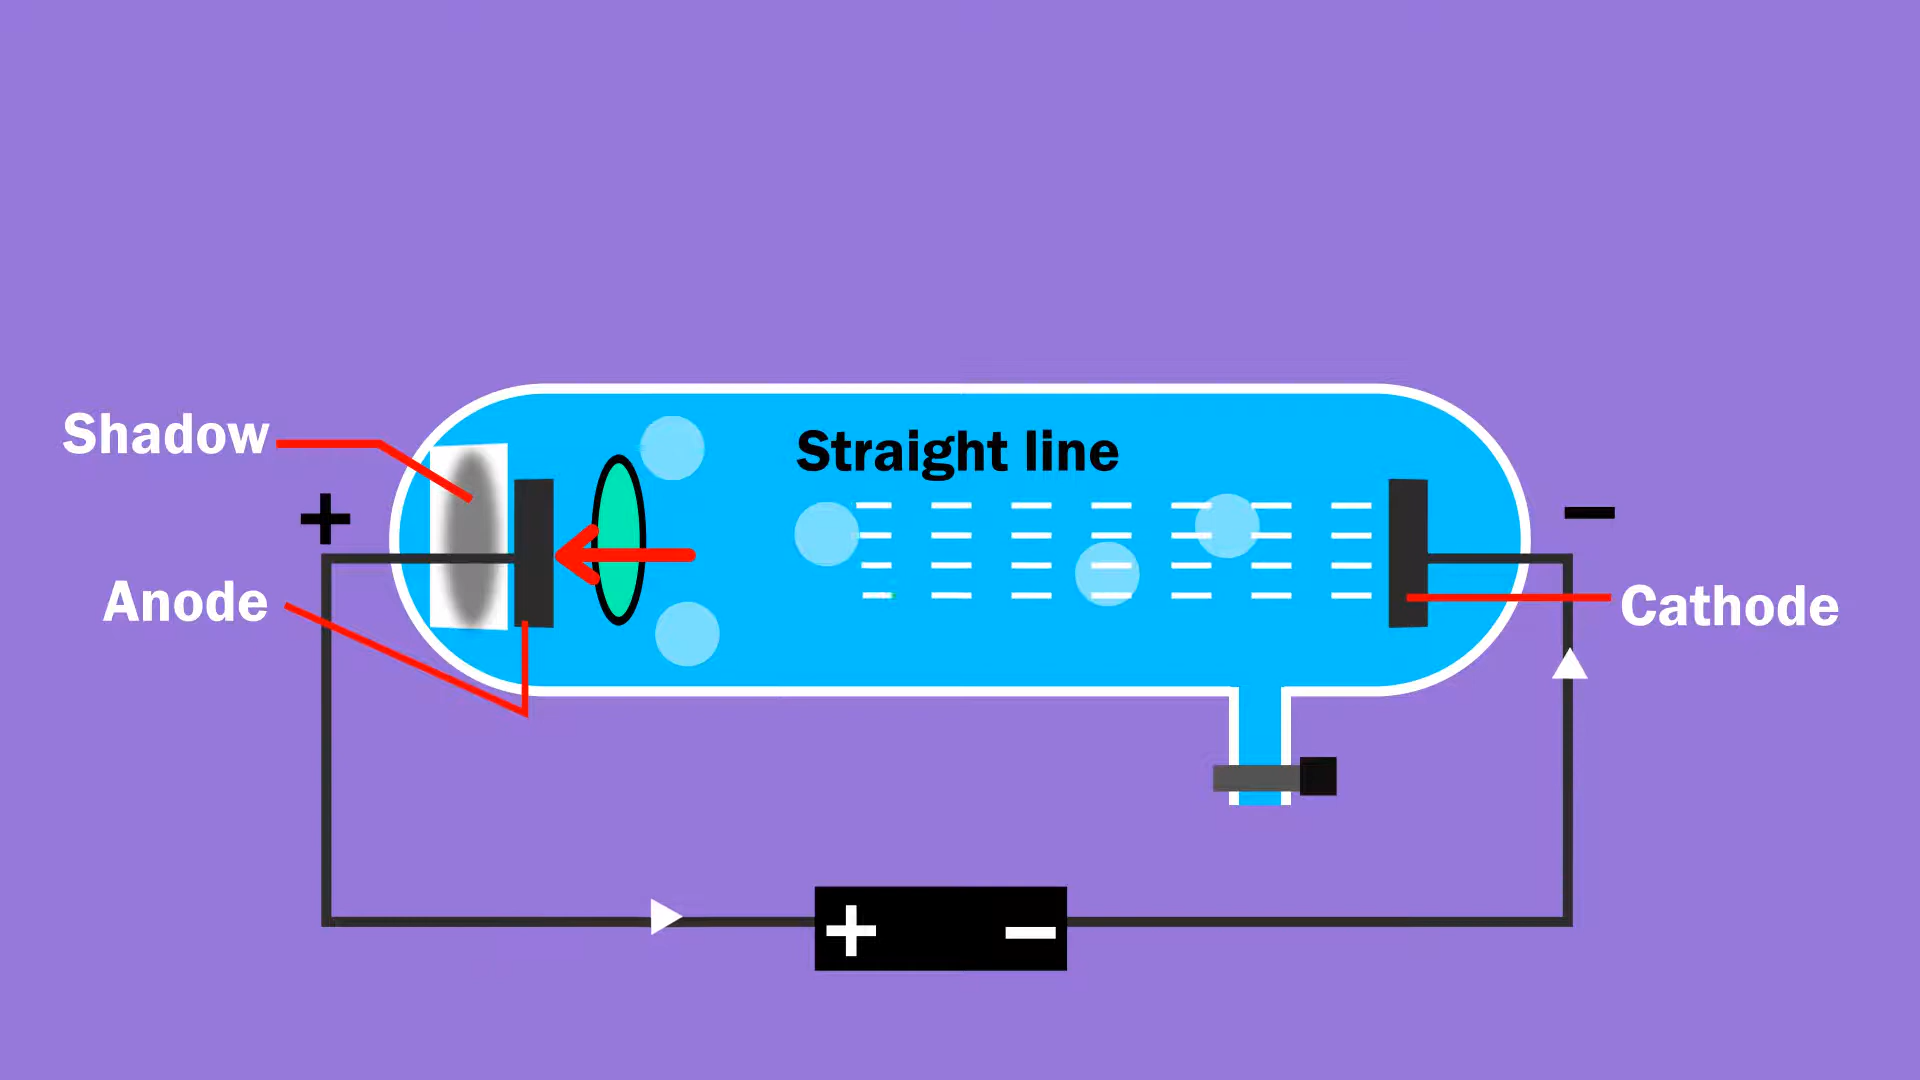 Shadow
Straight line
+
−
Anode
Cathode
+ −